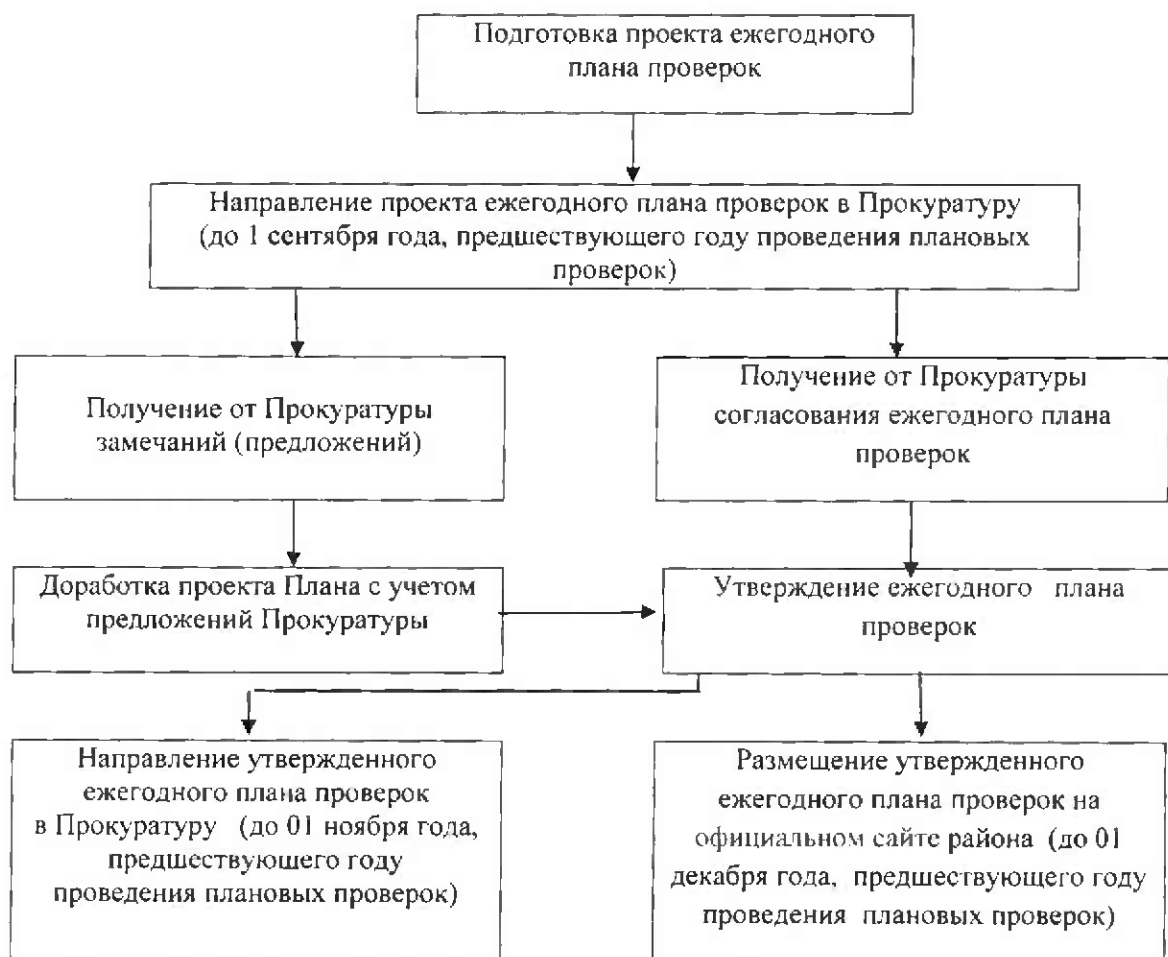 Подготовка проекта ежегодного
плана проверок
Направление проекта ежегодного плана проверок в Прокуратуру
(до 1 сентября года, предшествующего году проведения плановых
проверок)
Получение от Прокуратуры
замечаний (предложений)
Получение от Прокуратуры
согласования ежегодного плана
проверок
Доработка проекта Плана с учетом
предложений Прокуратуры
Утверждение ежегодного плана
проверок
Направление утвержденного
ежегодного плана проверок
в Прокуратуру (до 01 ноября года,
предшествующего году
проведения плановых проверок)
Размещение утвержденного
ежегодного плана проверок на
официальном сайте района (до 01
декабря года, предшествующего году
проведения плановых проверок)